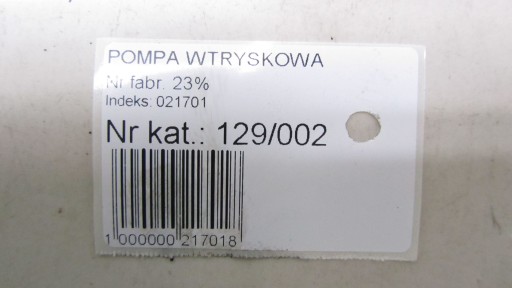 POMPA WTRYSKOWA
Nr fabr. 23%
Indeks: 021701
Nr kat.: 129/002
1 000000 217018